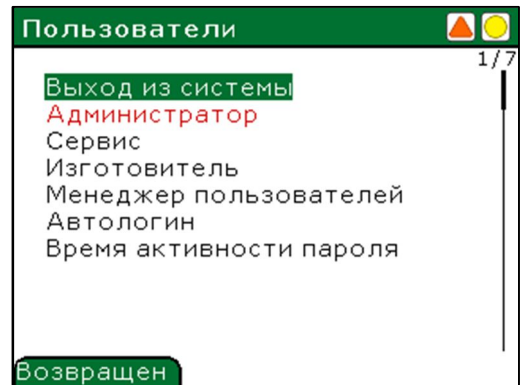 Пользователи
1/7
Выход из системы
Администратор
Сервис
Изготовитель
Менеджер пользователей
Автологин
Время активности пароля
Возвращен